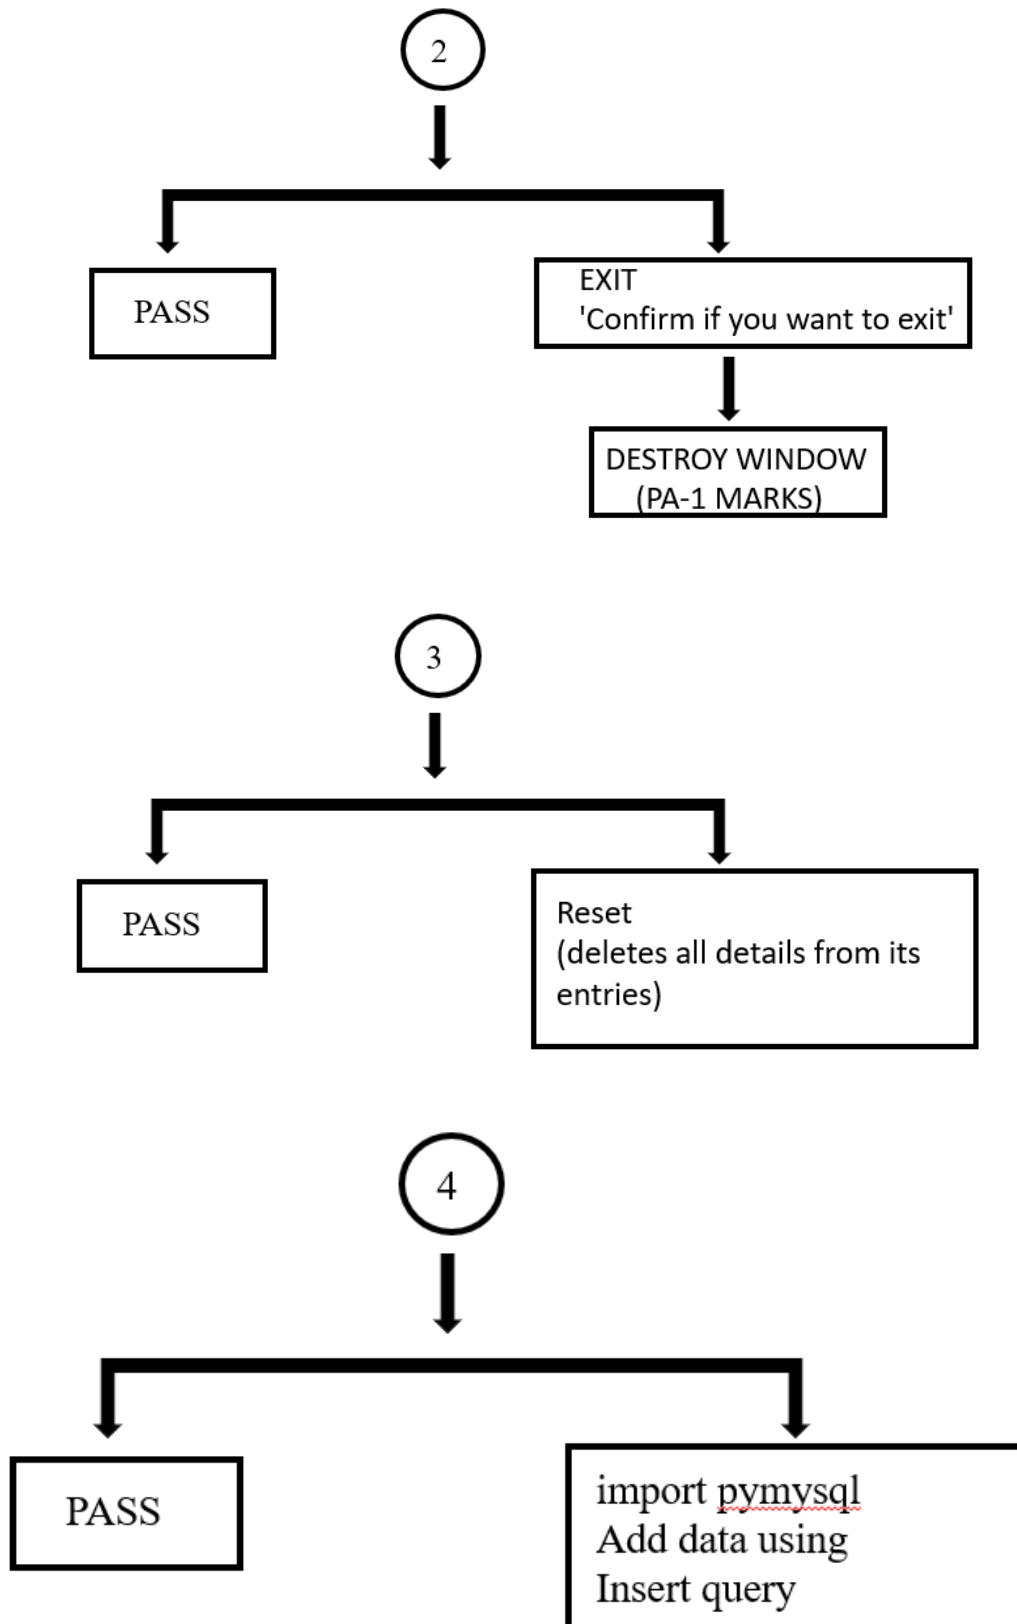 2
PASS
EXIT
'Confirm if you want to exit'
DESTROY WINDOW
(PA-1 MARKS)
3
PASS
Reset
(deletes all details from its
entries)
4
PASS
import pymysql
Add data using
Insert query